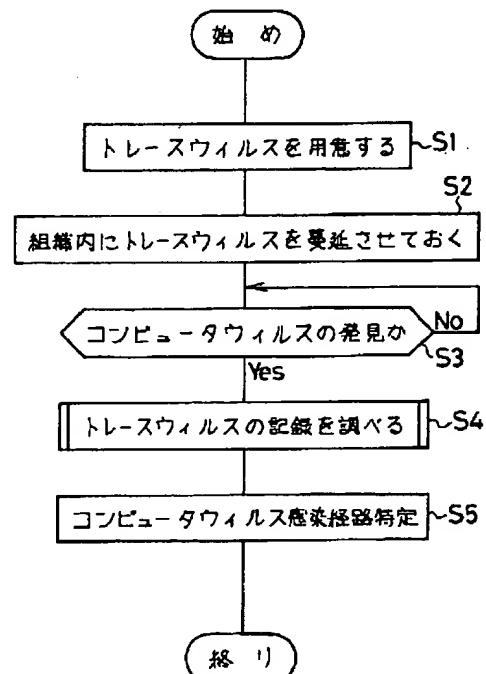 始め
トレースウィルスを用意する
S1
S2
組織内にトレースウィルスを蔓延させておく
コンピュータウィルスの発見か
No
S3
Yes
トレースウィルスの記録を調べる
S4
コンピュータウィルス感染経路特定
S5
終り